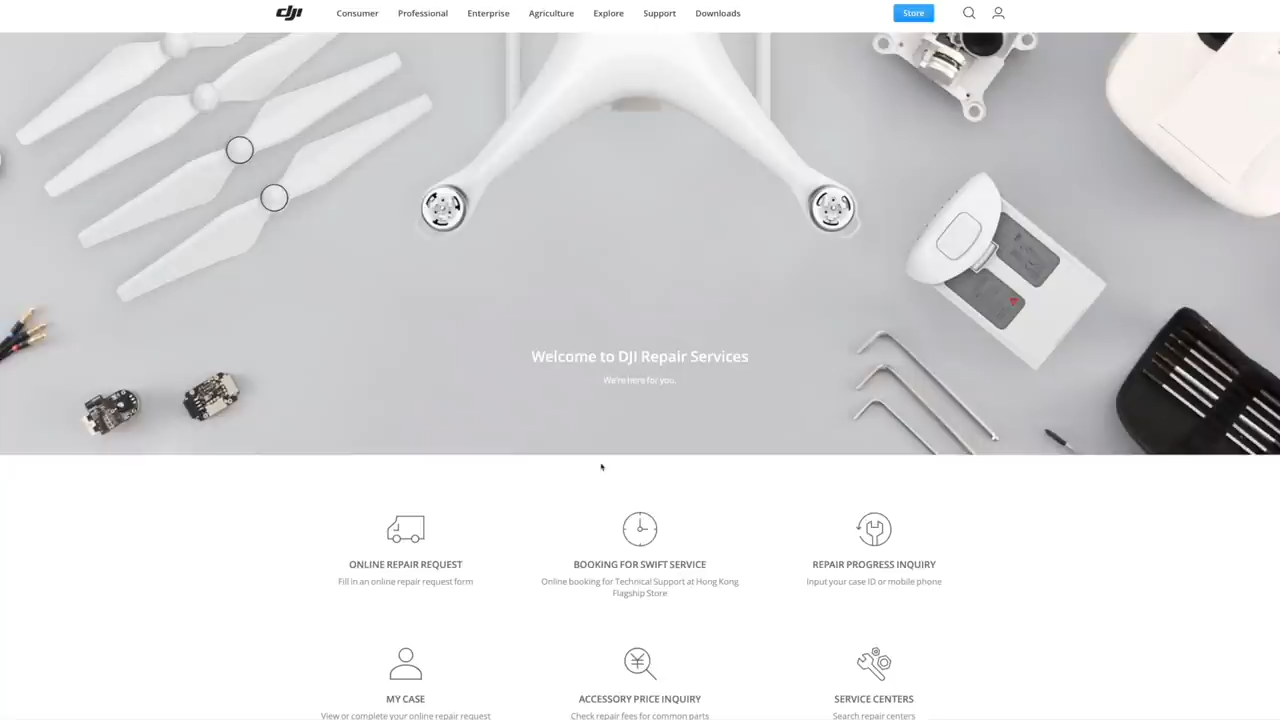 dji
Consumer
Professional
Enterprise
Agriculture
Explore
Support
Downloads
Store
Welcome to DJI Repair Services
We're here for you.
ONLINE REPAIR REQUEST
Fill in an online repair request form
BOOKING FOR SWIFT SERVICE
Online booking for Technical Support at Hong Kong
Flagship Store
REPAIR PROGRESS INQUIRY
Input your case ID or mobile phone
MY CASE
View or complete your online repair request
ACCESSORY PRICE INQUIRY
Check repair fees for common parts
SERVICE CENTERS
Search repair centers